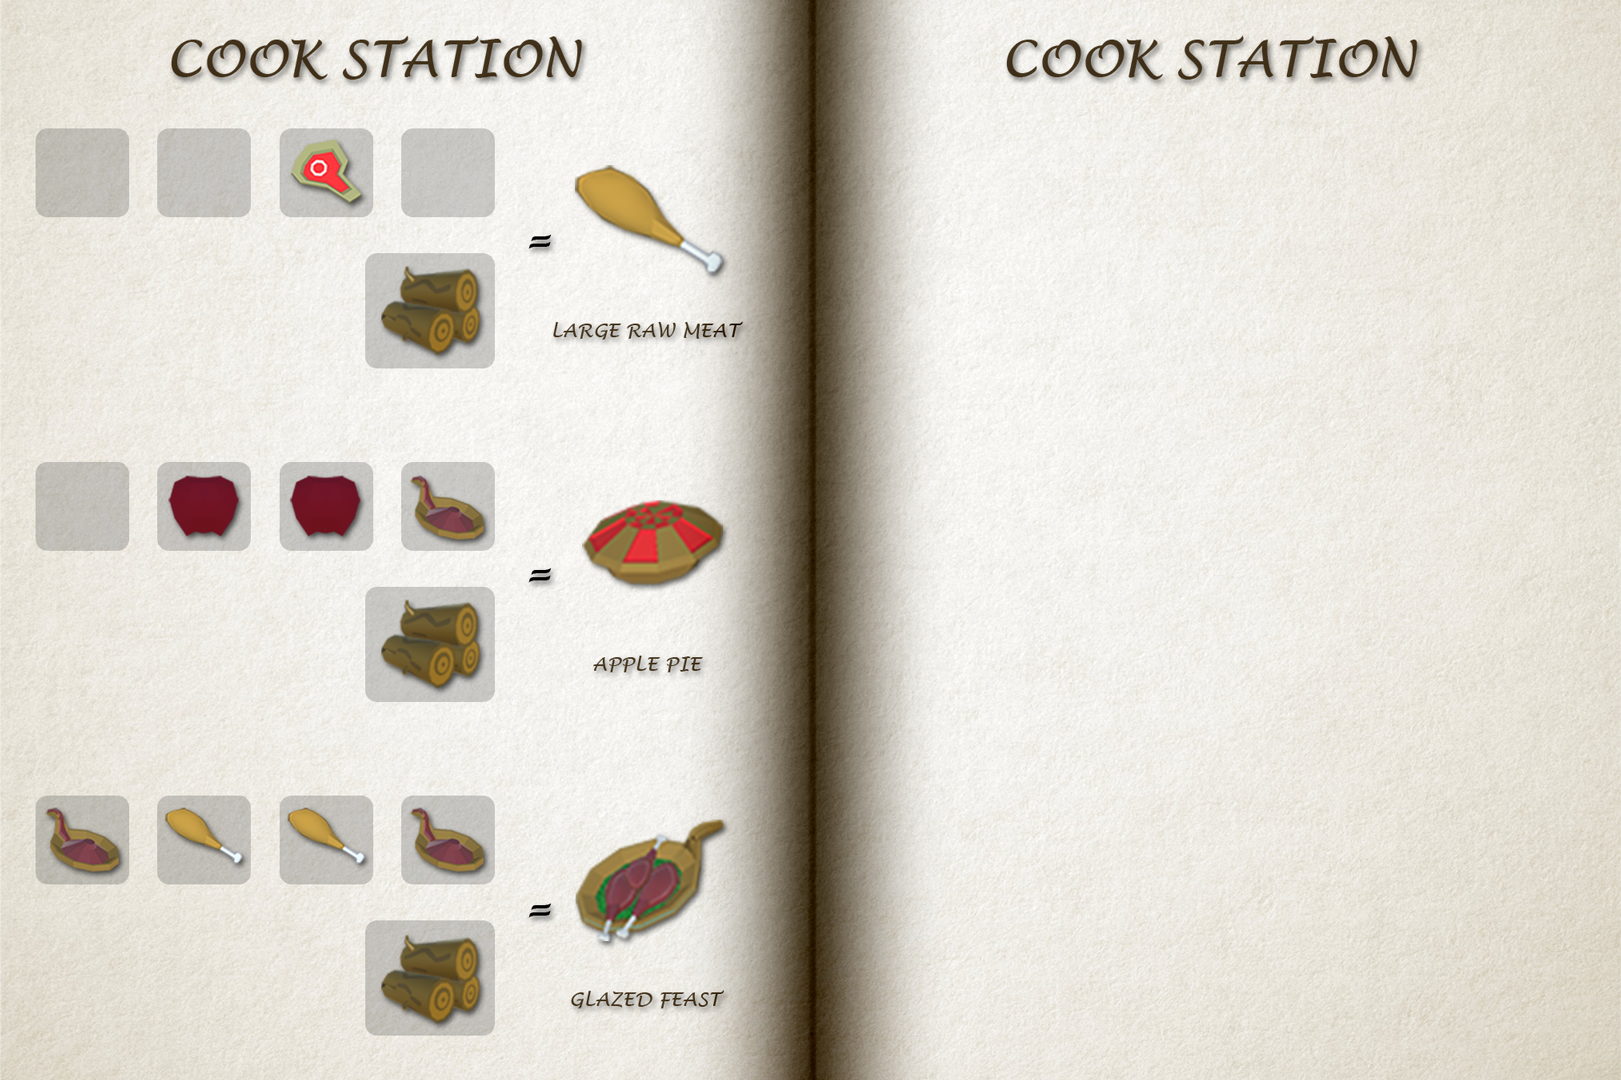 COOK STATION
=
LARGE RAW MEAT
=
APPLE PIE
=
GLAZED FEAST
COOK STATION